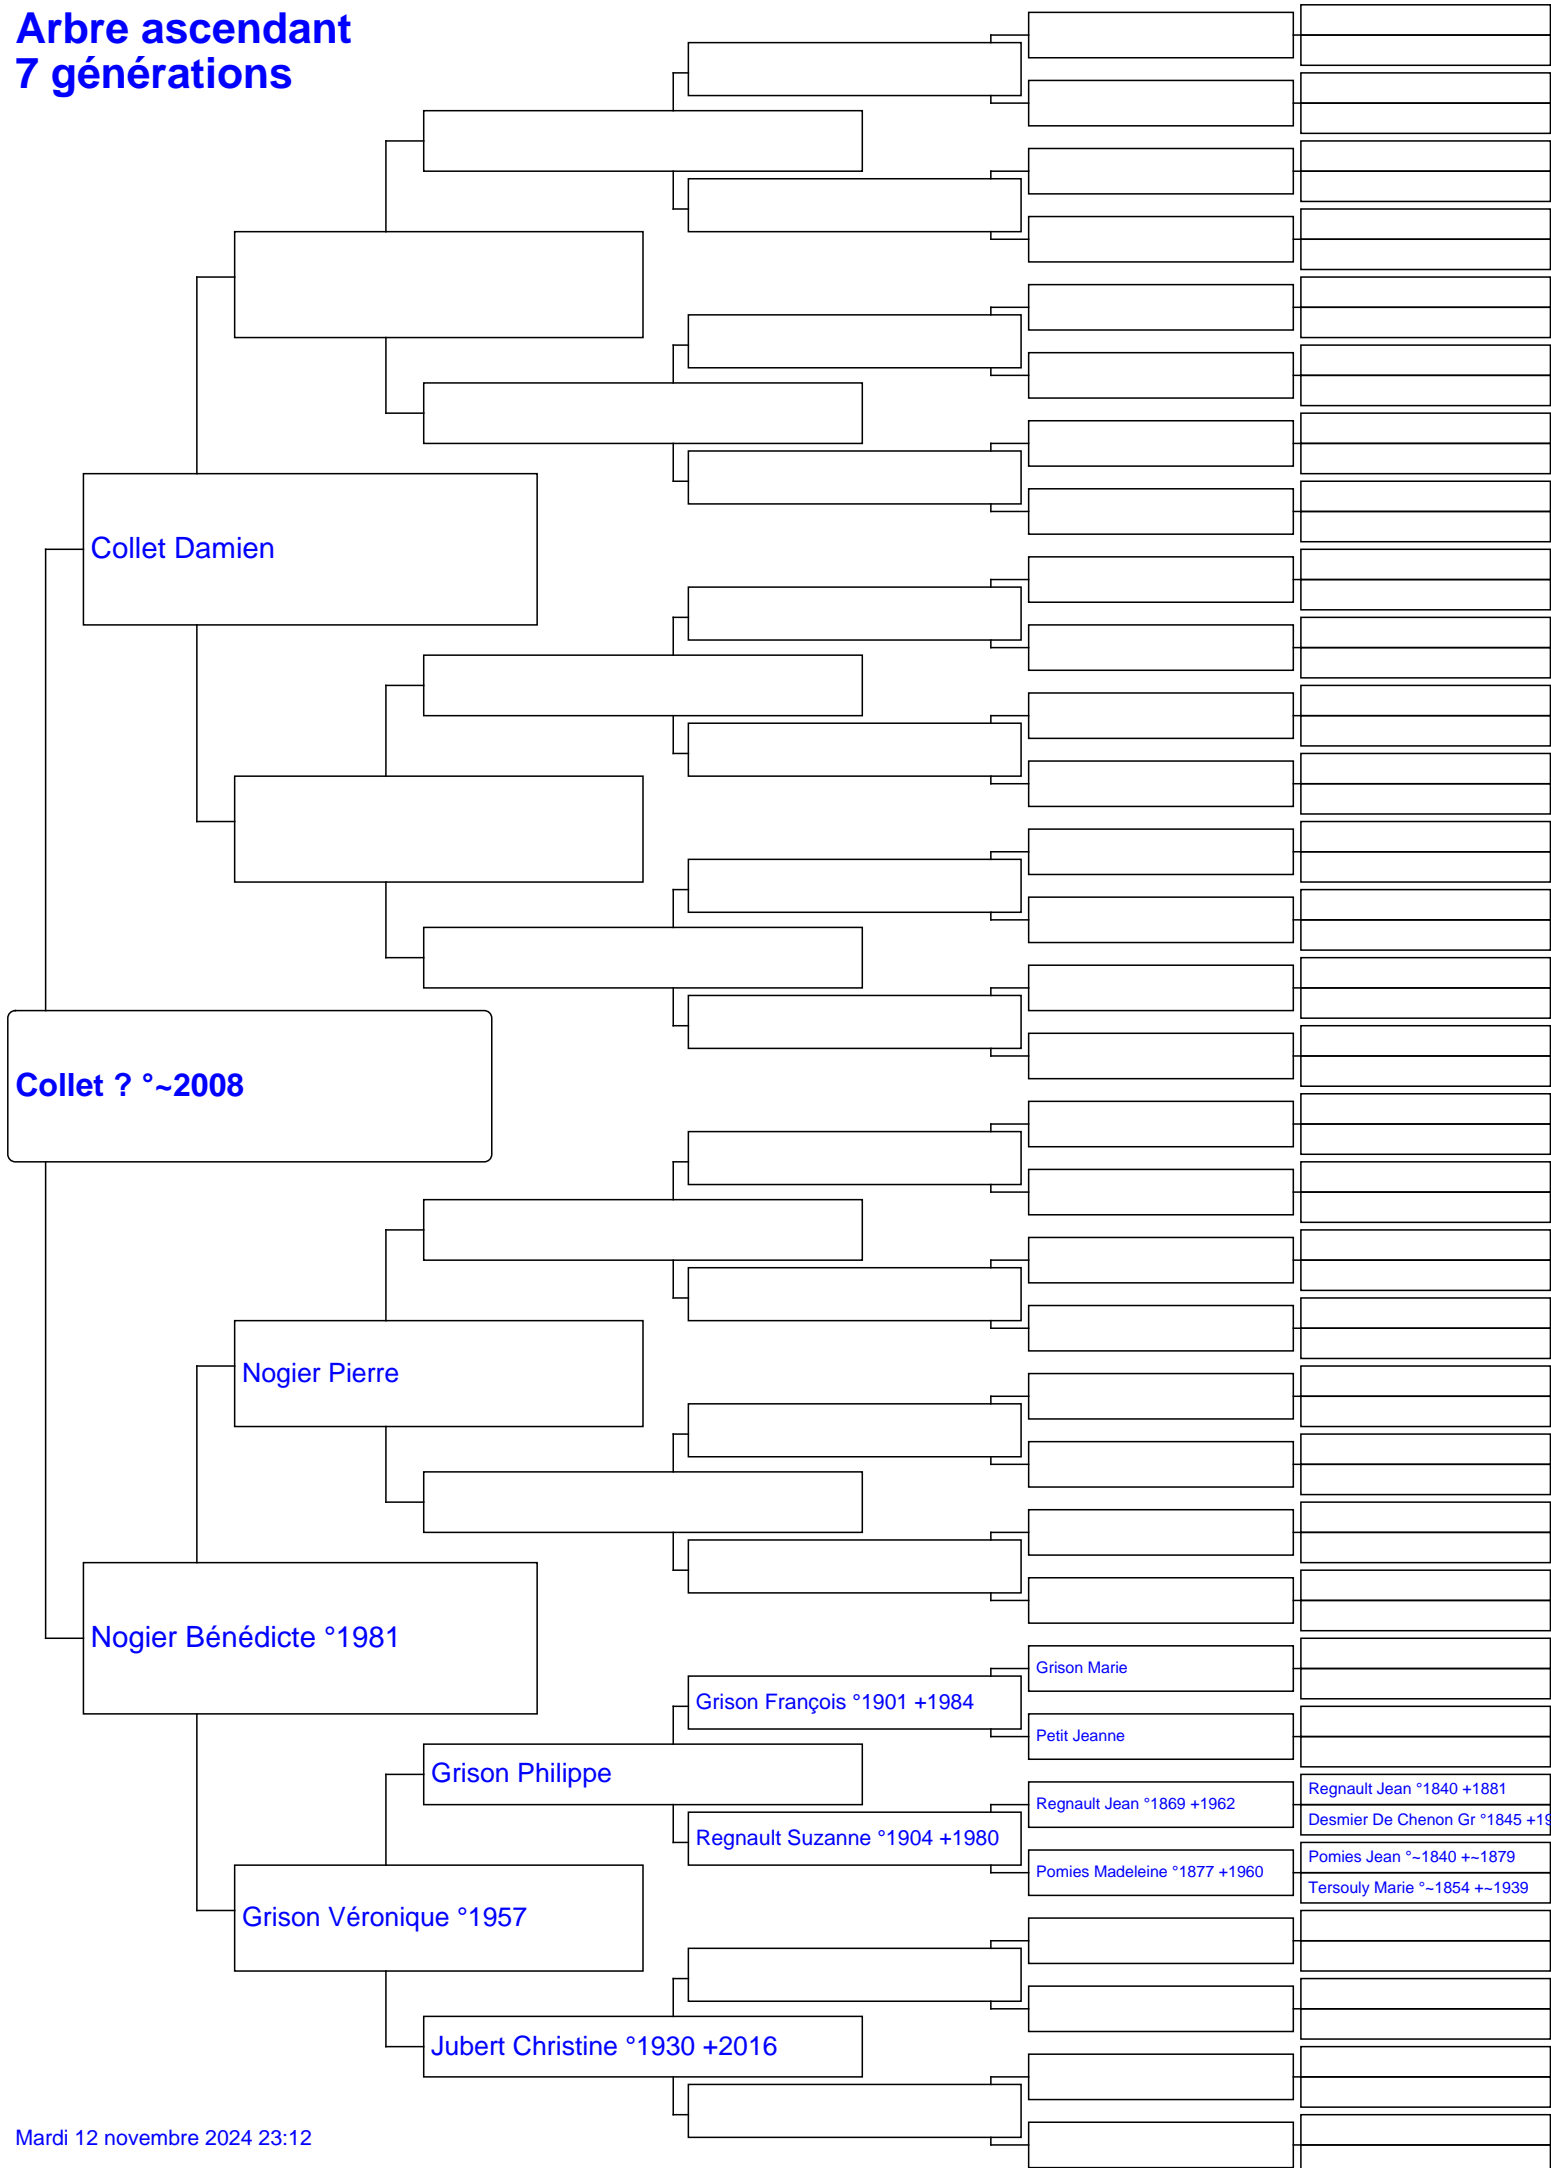 Arbre ascendant
7 générations
Collet Damien
Collet ? °~2008
Nogier Pierre
Nogier Bénédicte °1981
Grison Marie
Grison François °1901 +1984
Petit Jeanne
Grison Philippe
Regnault Jean °1840 +1881
Regnault Jean °1869 +1962
Desmier De Chenon Gr °1845 +19
Regnault Suzanne °1904 +1980
Pomies Jean °~1840 +~1879
Pomies Madeleine °1877 +1960
Tersouly Marie °~1854 +~1939
Grison Véronique °1957
Jubert Christine °1930 +2016
Mardi 12 novembre 2024 23:12